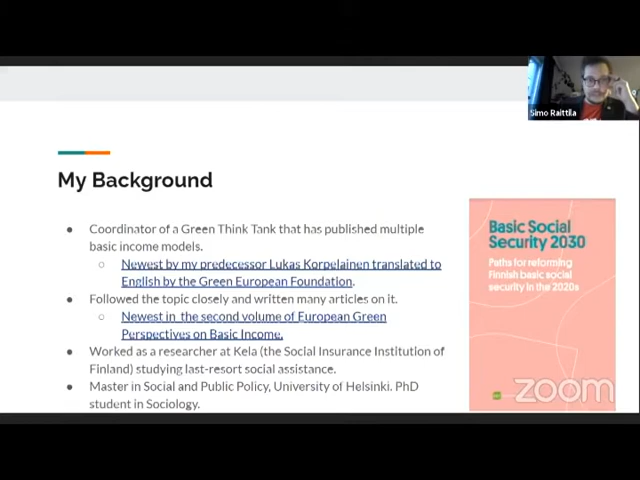 Simo Raittila
My Background
● Coordinator of a Green Think Tank that has published multiple
basic income models.
○ Newest by my predecessor Lukas Korpelainen translated to
English by the Green European Foundation.
● Followed the topic closely and written many articles on it.
○ Newest in the second volume of European Green
Perspectives on Basic Income.
● Worked as a researcher at Kela (the Social Insurance Institution of
Finland) studying last-resort social assistance.
● Master in Social and Public Policy, University of Helsinki. PhD
student in Sociology.
Basic Social
Security 2030
Paths for reforming
Finnish basic social
security in the 2020s
zoom